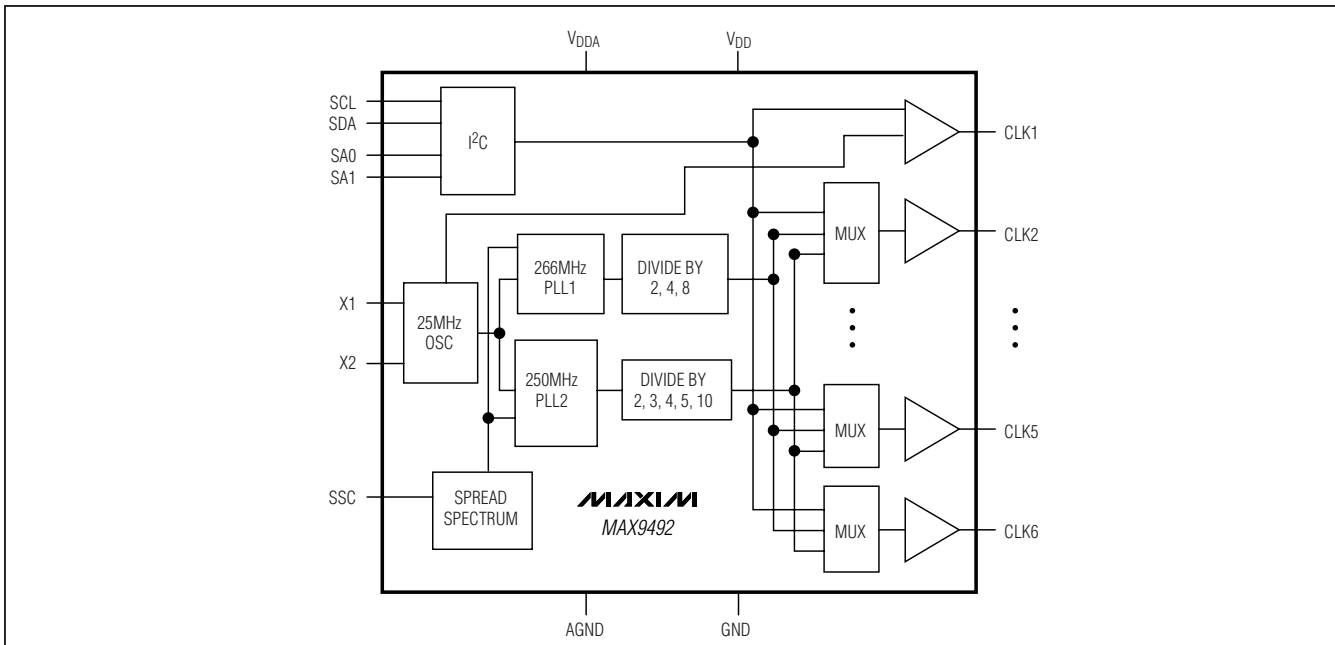 VDDA
VDD
SCL
SDA
SA0
SA1
I2C
CLK1
MUX
CLK2
266MHz
PLL1
DIVIDE BY
2, 4, 8
X1
X2
25MHz
OSC
250MHz
PLL2
DIVIDE BY
2, 3, 4, 5, 10
MUX
CLK5
SSC
SPREAD
SPECTRUM
MAXIM
MAX9492
MUX
CLK6
AGND
GND